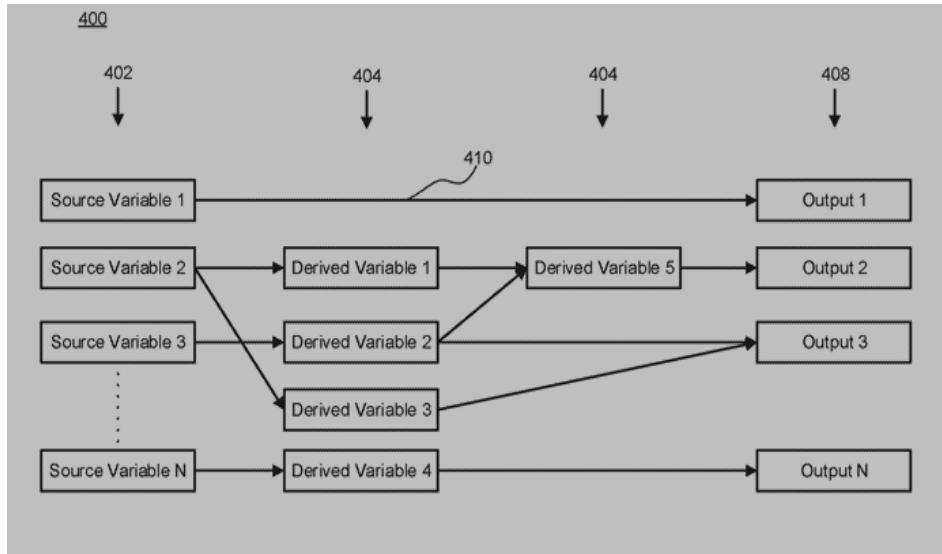 400
402
404
404
408
410
Source Variable 1
Output 1
Source Variable 2
Derived Variable 1
Derived Variable 5
Output 2
Source Variable 3
Derived Variable 2
Output 3
Derived Variable 3
Source Variable N
Derived Variable 4
Output N